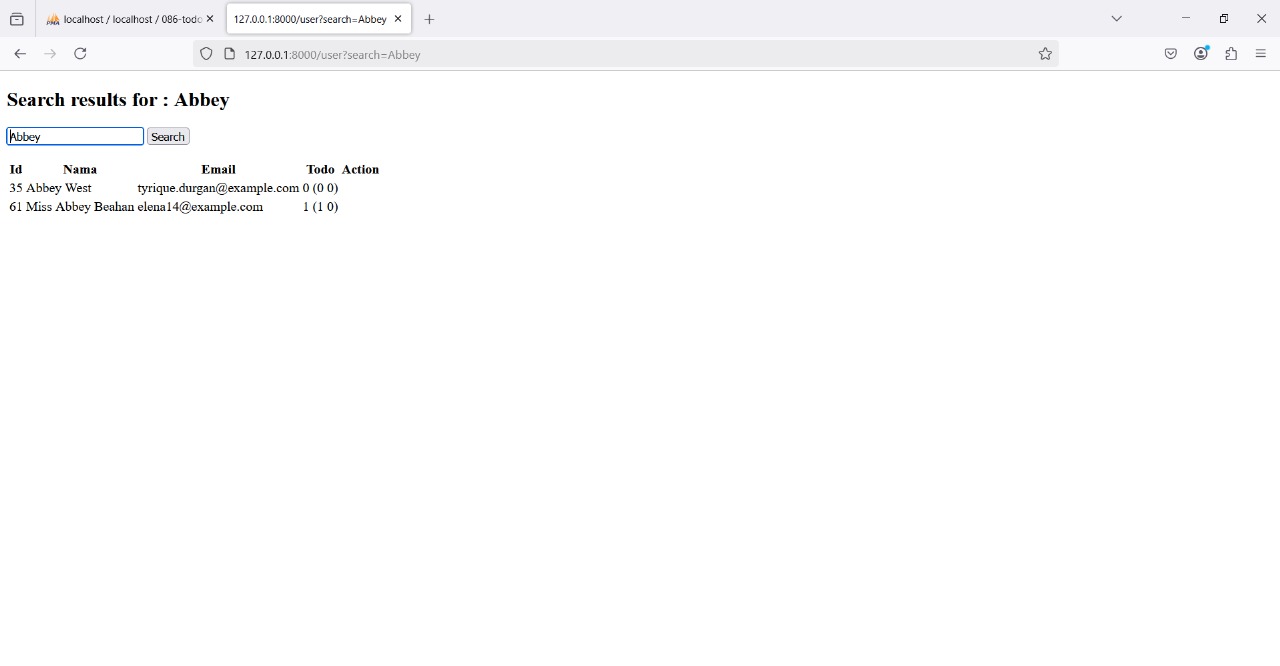 localhost / localhost / 086-todo
127.0.0.1:8000/user?search=Abbey
127.0.0.1:8000/user?search=Abbey
Search results for : Abbey
Abbey Search
Id Nama Email Todo Action
35 Abbey West tyrique.durgan@example.com 0 (0 0)
61 Miss Abbey Beahan elena14@example.com 1 (1 0)